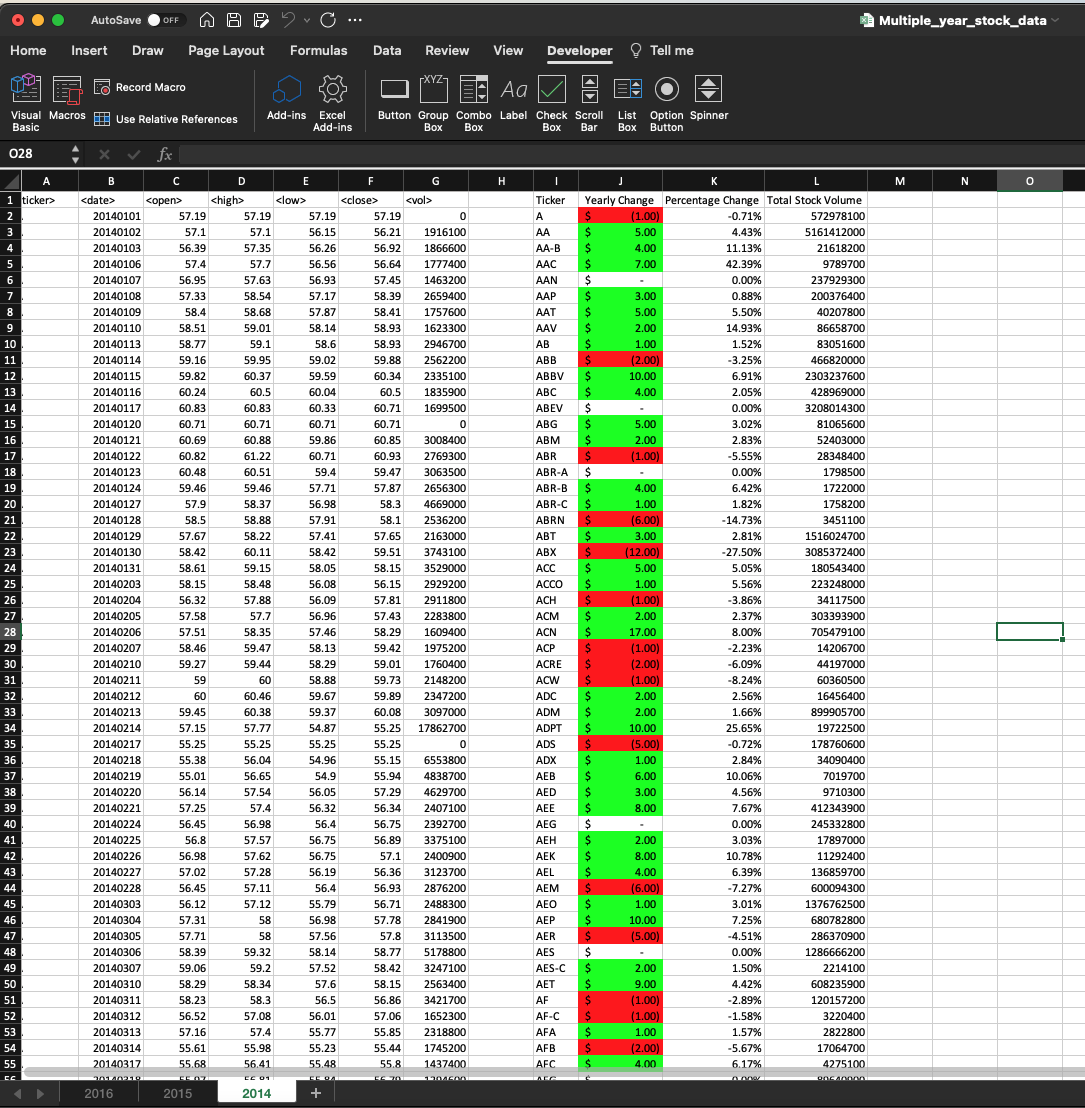 AutoSave OFF Multiple_year_stock_data
Home Insert Draw Page Layout Formulas Data Review View Developer Tell me
Visual Basic Macros Record Macro Use Relative References Add-ins Excel Add-ins Button Group Box Combo Box Label Check Box Scroll Bar List Box Option Button Spinner
XYZ Aa
O28 fx
A B C D E F G H I J K L M N O
1 ticker> <date> <open> <high> <low> <close> <vol> Ticker Yearly Change Percentage Change Total Stock Volume
2 20140101 57.19 57.19 57.19 57.19 0 A $ (1.00) -0.71% 572978100
3 20140102 57.1 57.1 56.15 56.21 1916100 AA $ 5.00 4.43% 5161412000
4 20140103 56.39 57.35 56.26 56.92 1866600 AA-B $ 4.00 11.13% 21618200
5 20140106 57.4 57.7 56.56 56.64 1777400 AAC $ 7.00 42.39% 9789700
6 20140107 56.95 57.63 56.93 57.45 1463200 AAN $ - 0.00% 237929300
7 20140108 57.33 58.54 57.17 58.39 2659400 AAP $ 3.00 0.88% 200376400
8 20140109 58.4 58.68 57.87 58.41 1757600 AAT $ 5.00 5.50% 40207800
9 20140110 58.51 59.01 58.14 58.93 1623300 AAV $ 2.00 14.93% 86658700
10 20140113 58.77 59.1 58.6 58.93 2946700 AB $ 1.00 1.52% 83051600
11 20140114 59.16 59.95 59.02 59.88 2562200 ABB $ (2.00) -3.25% 466820000
12 20140115 59.82 60.37 59.59 60.34 2335100 ABBV $ 10.00 6.91% 2303237600
13 20140116 60.24 60.5 60.04 60.5 1835900 ABC $ 4.00 2.05% 428969000
14 20140117 60.83 60.83 60.33 60.71 1699500 ABEV $ - 0.00% 3208014300
15 20140120 60.71 60.71 60.71 60.71 0 ABG $ 5.00 3.02% 81065600
16 20140121 60.69 60.88 59.86 60.85 3008400 ABM $ 2.00 2.83% 52403000
17 20140122 60.82 61.22 60.71 60.93 2769300 ABR $ (1.00) -5.55% 28348400
18 20140123 60.48 60.51 59.4 59.47 3063500 ABR-A $ - 0.00% 1798500
19 20140124 59.46 59.46 57.71 57.87 2656300 ABR-B $ 4.00 6.42% 1722000
20 20140127 57.9 58.37 56.98 58.3 4669000 ABR-C $ 1.00 1.82% 1758200
21 20140128 58.5 58.88 57.91 58.1 2536200 ABRN $ (6.00) -14.73% 3451100
22 20140129 57.67 58.22 57.41 57.65 2163000 ABT $ 3.00 2.81% 1516024700
23 20140130 58.42 60.11 58.42 59.51 3743100 ABX $ (12.00) -27.50% 3085372400
24 20140131 58.61 59.15 58.05 58.15 3529000 ACC $ 5.00 5.05% 180543400
25 20140203 58.15 58.48 56.08 56.15 2929200 ACCO $ 1.00 5.56% 223248000
26 20140204 56.32 57.88 56.09 57.81 2911800 ACH $ (1.00) -3.86% 34117500
27 20140205 57.58 57.7 56.96 57.43 2283800 ACM $ 2.00 2.37% 303393900
28 20140206 57.51 58.35 57.46 58.29 1609400 ACN $ 17.00 8.00% 705479100
29 20140207 58.46 59.47 58.13 59.42 1975200 ACP $ (1.00) -2.23% 14206700
30 20140210 59.27 59.44 58.29 59.01 1760400 ACRE $ (2.00) -6.09% 44197000
31 20140211 59 60 58.88 59.73 2148200 ACW $ (1.00) -8.24% 60360500
32 20140212 60 60.46 59.67 59.89 2347200 ADC $ 2.00 2.56% 16456400
33 20140213 59.45 60.38 59.37 60.08 3097000 ADM $ 2.00 1.66% 899905700
34 20140214 57.15 57.77 54.87 55.25 17862700 ADPT $ 10.00 25.65% 19722500
35 20140217 55.25 55.25 55.25 55.25 0 ADS $ (5.00) -0.72% 178760600
36 20140218 55.38 56.04 54.96 55.15 6553800 ADX $ 1.00 2.84% 34090400
37 20140219 55.01 56.65 54.9 55.94 4838700 AEB $ 6.00 10.06% 7019700
38 20140220 56.14 57.54 56.05 57.29 4629700 AED $ 3.00 4.56% 9710300
39 20140221 57.25 57.4 56.32 56.34 2407100 AEE $ 8.00 7.67% 412343900
40 20140224 56.45 56.98 56.4 56.75 2392700 AEG $ - 0.00% 245332800
41 20140225 56.8 57.57 56.75 56.89 3375100 AEH $ 2.00 3.03% 17897000
42 20140226 56.98 57.62 56.75 57.1 2400900 AEK $ 8.00 10.78% 11292400
43 20140227 57.02 57.28 56.19 56.36 3123700 AEL $ 4.00 6.39% 136859700
44 20140228 56.45 57.11 56.4 56.93 2876200 AEM $ (6.00) -7.27% 600094300
45 20140303 56.12 57.12 55.79 56.71 2488300 AEO $ 1.00 3.01% 1376762500
46 20140304 57.31 58 56.98 57.78 2841900 AEP $ 10.00 7.25% 680782800
47 20140305 57.71 58 57.56 57.8 3113500 AER $ (5.00) -4.51% 286370900
48 20140306 58.39 59.32 58.14 58.77 5178800 AES $ - 0.00% 1286666200
49 20140307 59.06 59.2 57.52 58.42 3247100 AES-C $ 2.00 1.50% 2214100
50 20140310 58.29 58.34 57.6 58.15 2563400 AET $ 9.00 4.42% 608235900
51 20140311 58.23 58.3 56.5 56.86 3421700 AF $ (1.00) -2.89% 120157200
52 20140312 56.52 57.08 56.01 57.06 1652300 AF-C $ (1.00) -1.58% 3220400
53 20140313 57.16 57.4 55.77 55.85 2318800 AFA $ 1.00 1.57% 2822800
54 20140314 55.61 55.98 55.23 55.44 1745200 AFB $ (2.00) -5.67% 17064700
55 20140317 55.68 56.41 55.48 55.8 1437400 AFC $ 4.00 6.17% 4275100
2016 2015 2014 +